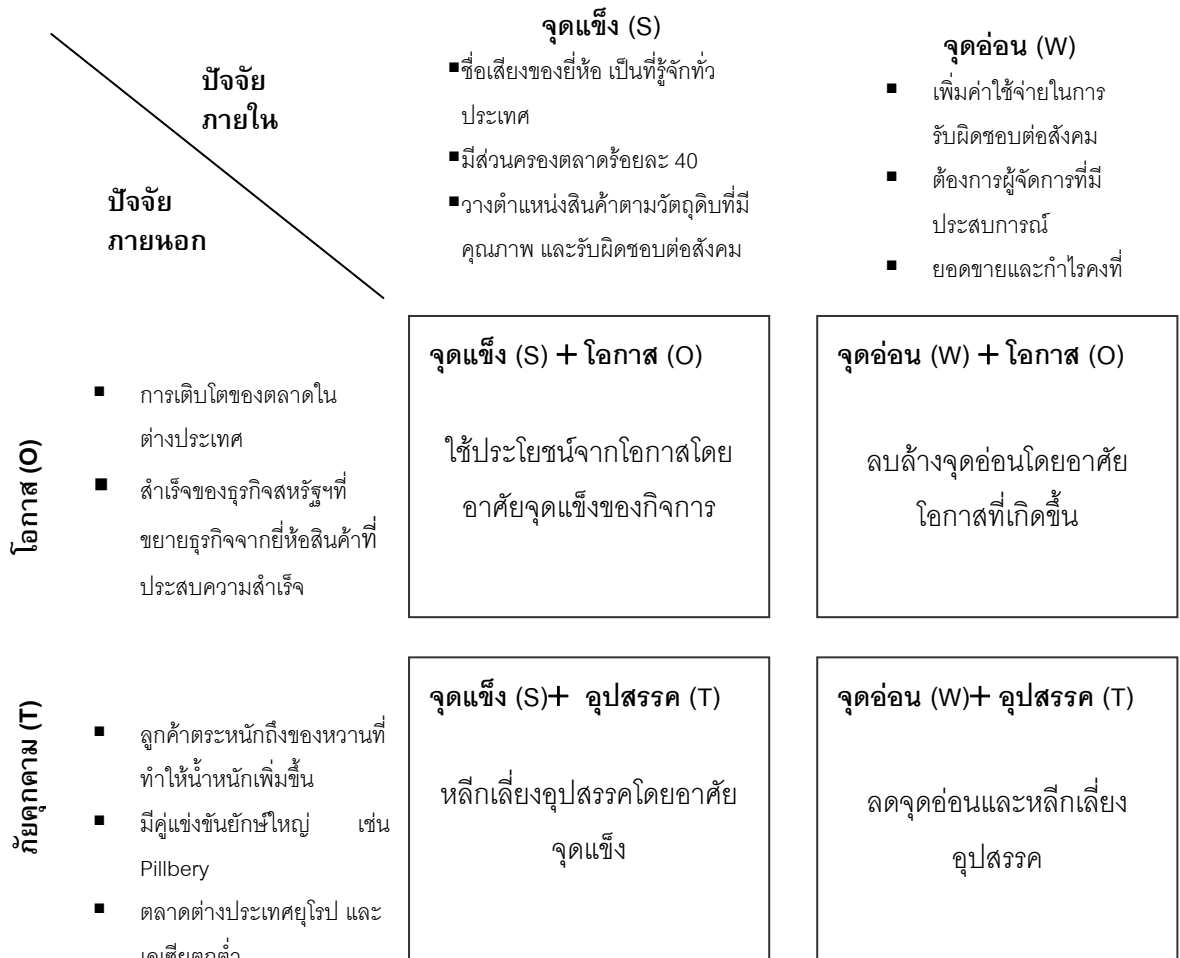 จุดแข็ง (S)
■ชื่อเสียงของยี่ห้อ เป็นที่รู้จักทั่ว
ประเทศ
■มีส่วนครองตลาดร้อยละ 40
■วางตำแหน่งสินค้าตามวัตถุดิบที่มี
คุณภาพ และรับผิดชอบต่อสังคม
จุดอ่อน (W)
■ เพิ่มค่าใช้จ่ายในการ
รับผิดชอบต่อสังคม
■ ต้องการผู้จัดการที่มี
ประสบการณ์
■ ยอดขายและกำไรคงที่
ปัจจัย
ภายใน
ปัจจัย
ภายนอก
โอกาส (O)
■ การเติบโตของตลาดใน
ต่างประเทศ
■ สำเร็จของธุรกิจสหรัฐฯที่
ขยายธุรกิจจากยี่ห้อสินค้าที่
ประสบความสำเร็จ
จุดแข็ง (S) + โอกาส (O)
ใช้ประโยชน์จากโอกาสโดย
อาศัยจุดแข็งของกิจการ
จุดอ่อน (W) + โอกาส (O)
ลบล้างจุดอ่อนโดยอาศัย
โอกาสที่เกิดขึ้น
ภัยคุกคาม (T)
■ ลูกค้าตระหนักถึงของหวานที่
ทำให้น้ำหนักเพิ่มขึ้น
■ มีคู่แข่งขันยักษ์ใหญ่ เช่น
Pillbery
■ ตลาดต่างประเทศยุโรป และ
เอเซียตกต่ำ
จุดแข็ง (S)+ อุปสรรค (T)
หลีกเลี่ยงอุปสรรคโดยอาศัย
จุดแข็ง
จุดอ่อน (W)+ อุปสรรค (T)
ลดจุดอ่อนและหลีกเลี่ยง
อุปสรรค